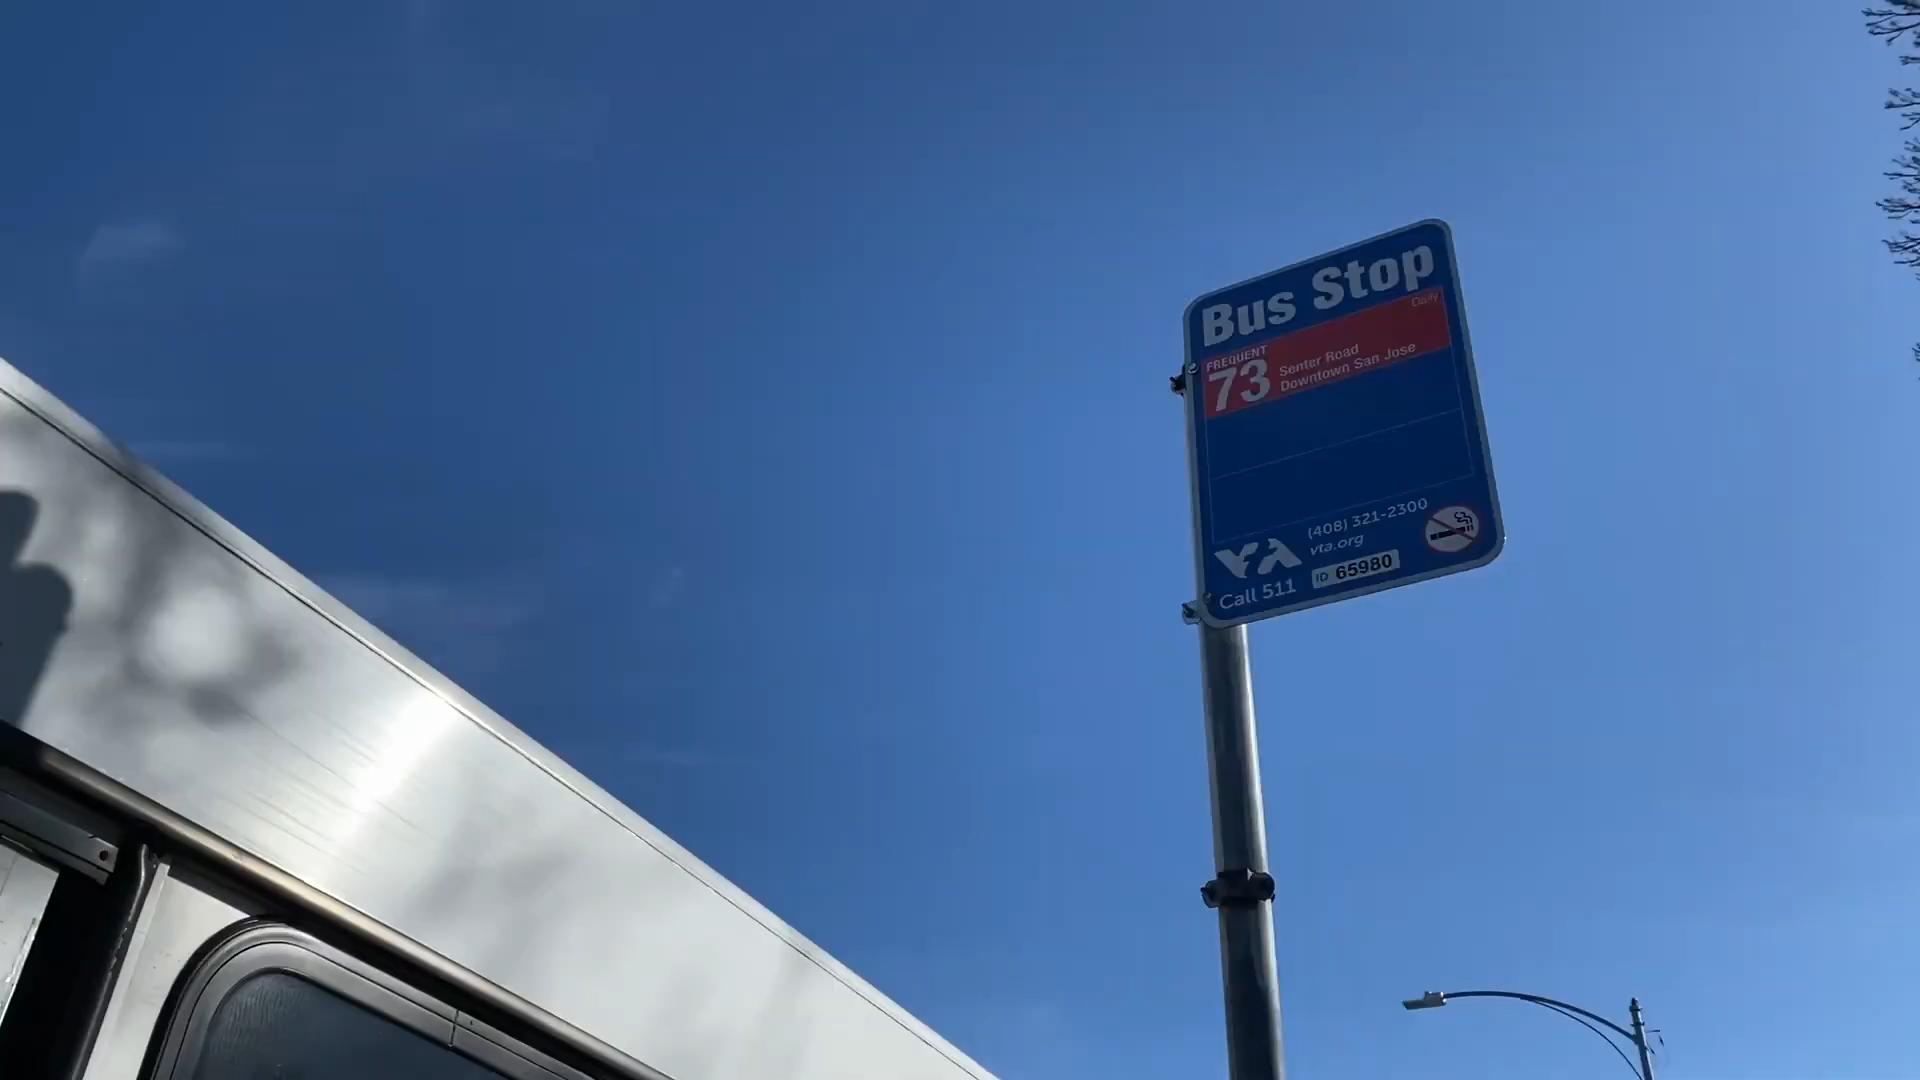 Bus Stop
Daily
FREQUENT
73
Senter Road
Downtown San Jose
(408) 321-2300
vta.org
VTA
Call 511
ID 65980